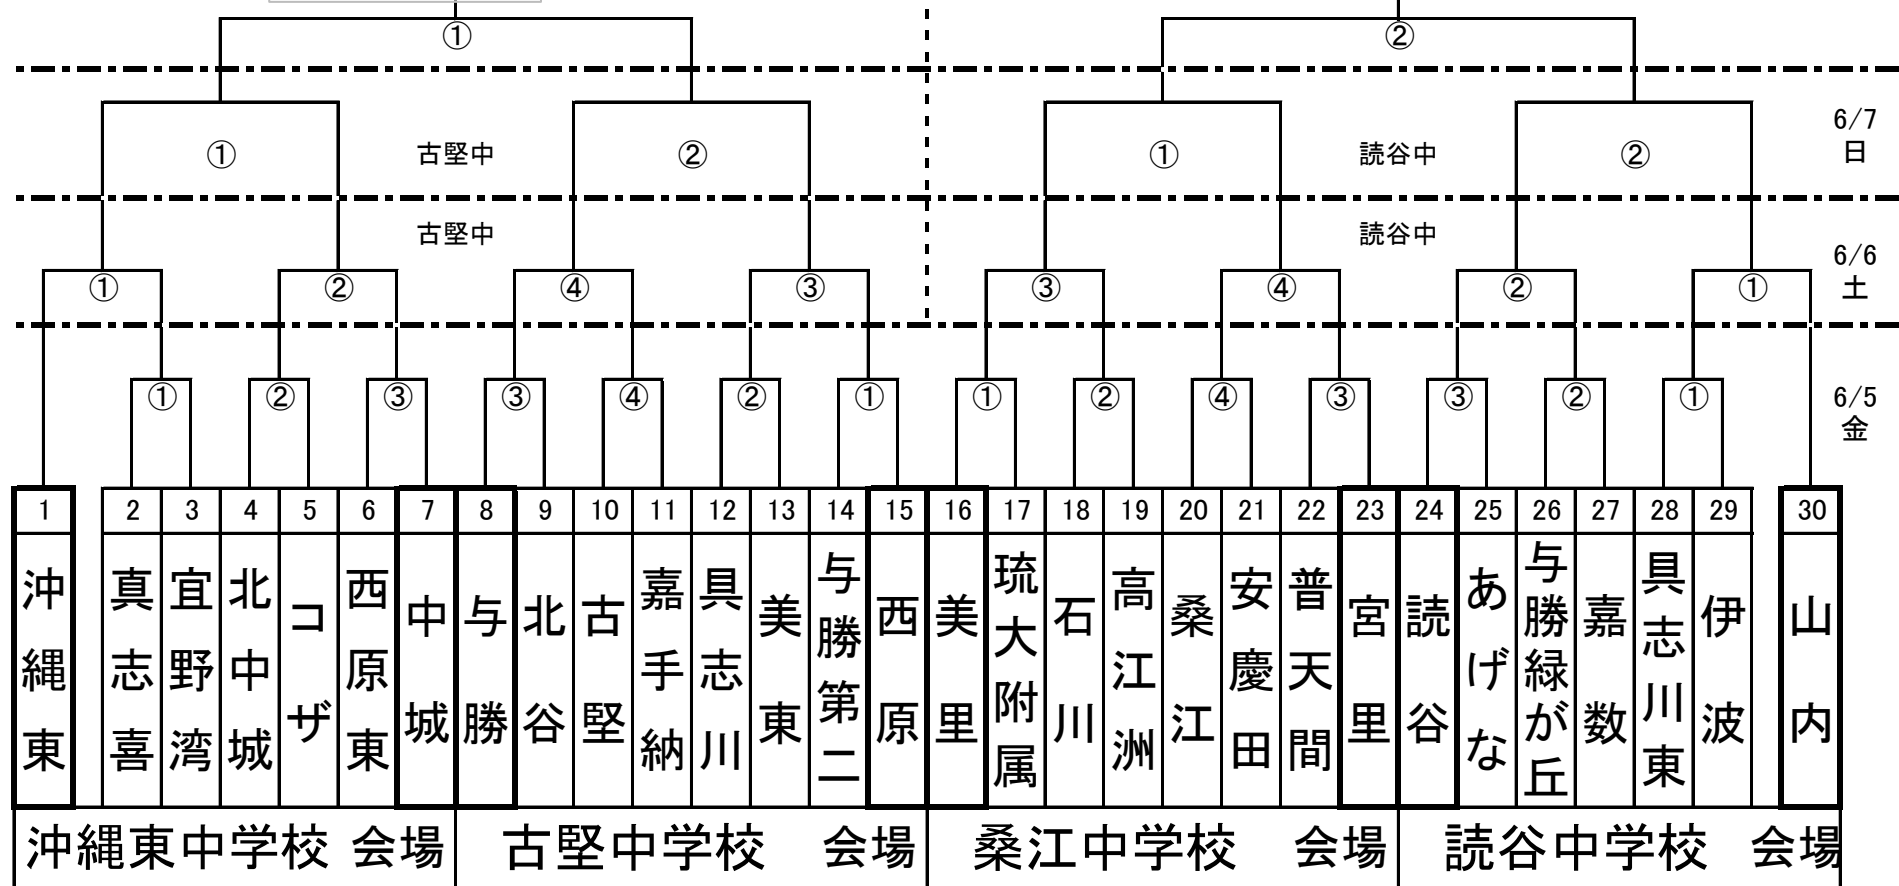 ① ②
① 古堅中 ② ① 読谷中 ② 6/7
日
古堅中 読谷中
① ② ④ ③ ③ ④ ② ① 6/6
土
① ② ③ ③ ④ ② ① ① ② ④ ③ ③ ② ① 6/5
金
1 2 3 4 5 6 7 8 9 10 11 12 13 14 15 16 17 18 19 20 21 22 23 24 25 26 27 28 29 30
沖縄東
真志喜
宜野湾
北中城
コザ
西原東
中城
与勝
北谷
古堅
嘉手納
具志川
美東
与勝第二
西原
美里
琉大附属
石川
高江洲
桑江
安慶田
普天間
宮里
読谷
あげな
与勝緑が丘
嘉数
具志川東
伊波
山内
沖縄東中学校 会場 古堅中学校 会場 桑江中学校 会場 読谷中学校 会場